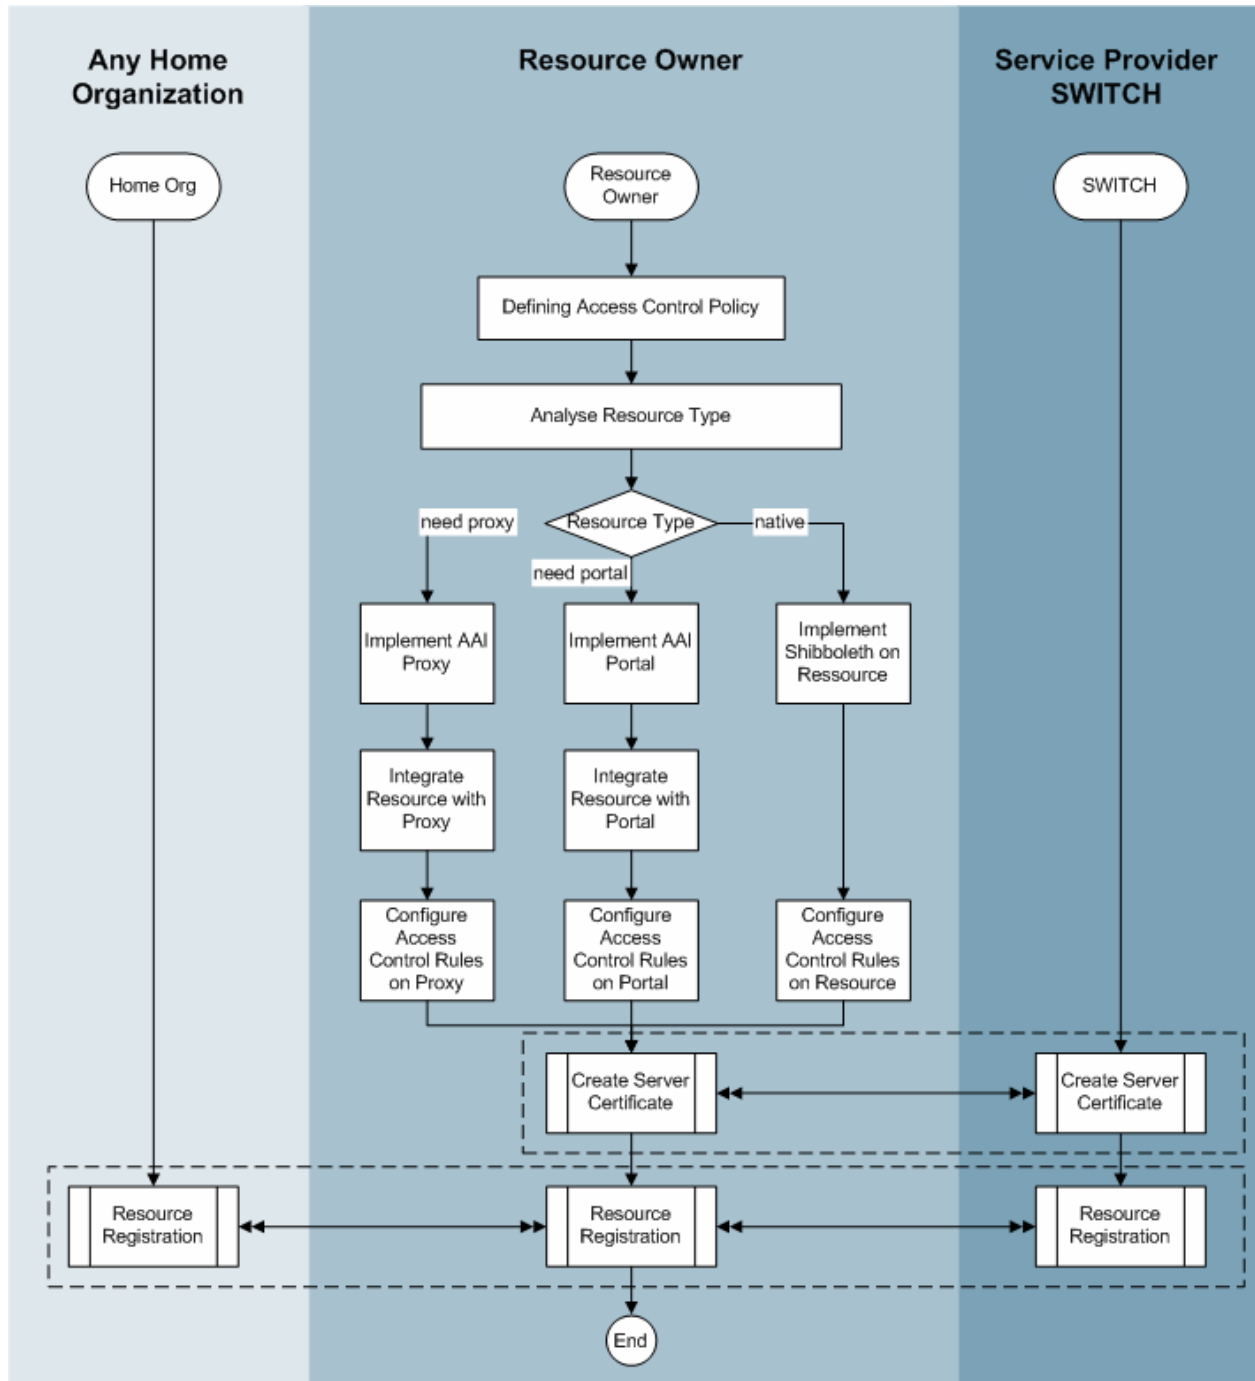 Any Home
Organization
Resource Owner
Service Provider
SWITCH
Home Org
Resource
Owner
SWITCH
Defining Access Control Policy
Analyse Resource Type
need proxy
Resource Type
native
need portal
Implement AAI
Proxy
Implement AAI
Portal
Implement
Shibboleth on
Ressource
Integrate
Resource with
Proxy
Integrate
Resource with
Portal
Configure
Access
Control Rules
on Proxy
Configure
Access
Control Rules
on Portal
Configure
Access
Control Rules
on Resource
Create Server
Certificate
Create Server
Certificate
Resource
Registration
Resource
Registration
Resource
Registration
End